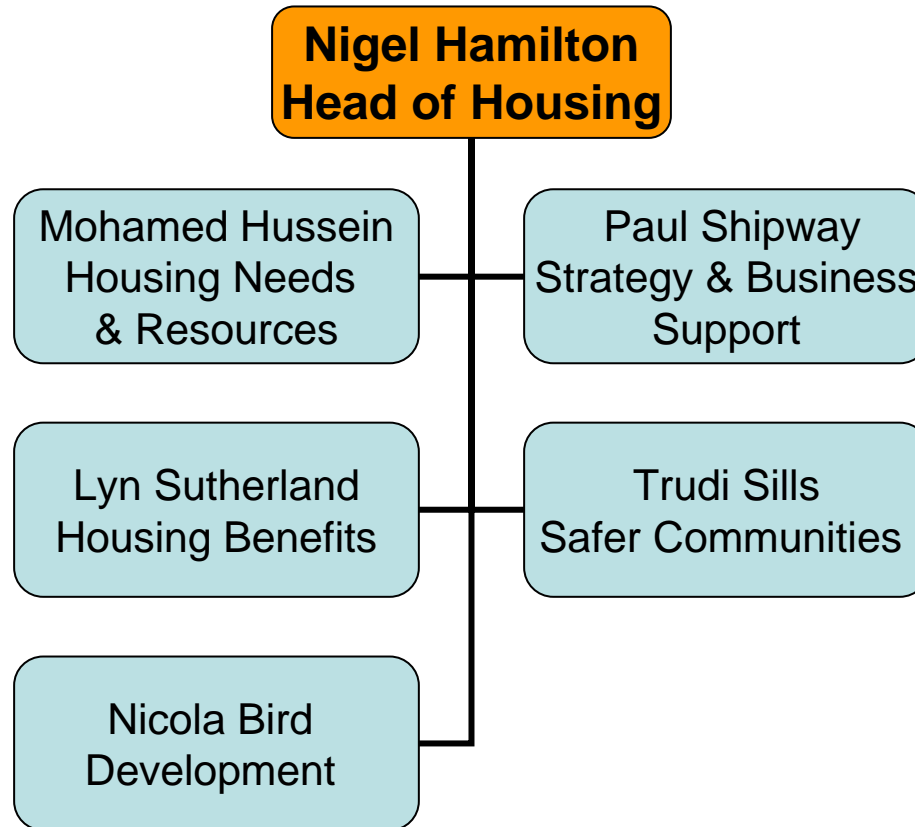 Nigel Hamilton
Head of Housing
Mohamed Hussein
Housing Needs
& Resources
Paul Shipway
Strategy & Business
Support
Lyn Sutherland
Housing Benefits
Trudi Sills
Safer Communities
Nicola Bird
Development